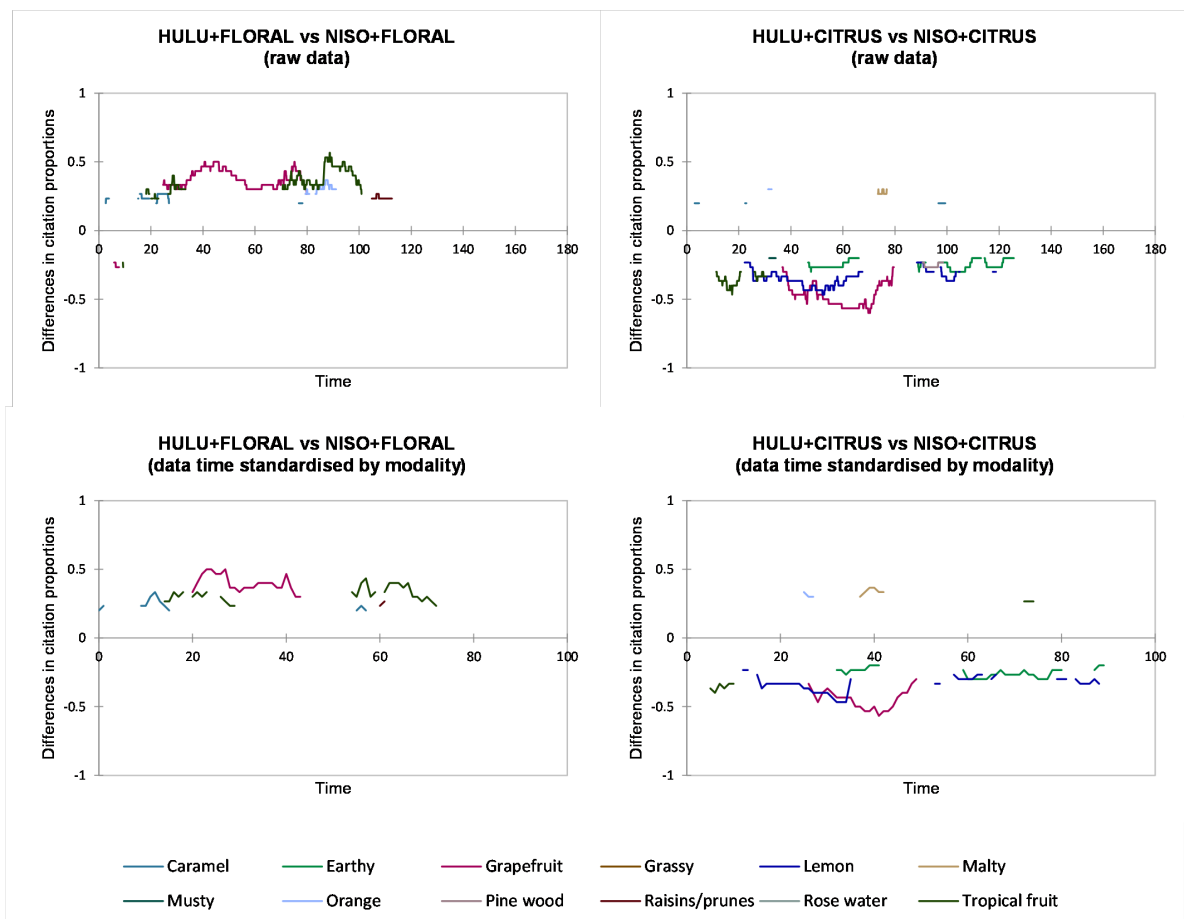 HULU+FLORAL vs NISO+FLORAL
(raw data)
Differences in citation proportions
1
0.5
0
-0.5
-1
0 20 40 60 80 100 120 140 160 180
Time
HULU+CITRUS vs NISO+CITRUS
(raw data)
Differences in citation proportions
1
0.5
0
-0.5
-1
0 20 40 60 80 100 120 140 160 180
Time
HULU+FLORAL vs NISO+FLORAL
(data time standardised by modality)
Differences in citation proportions
1
0.5
0
-0.5
-1
0 20 40 60 80 100
Time
HULU+CITRUS vs NISO+CITRUS
(data time standardised by modality)
Differences in citation proportions
1
0.5
0
-0.5
-1
0 20 40 60 80 100
Time
Caramel Earthy Grapefruit Grassy Lemon Malty
Musty Orange Pine wood Raisins/prunes Rose water Tropical fruit